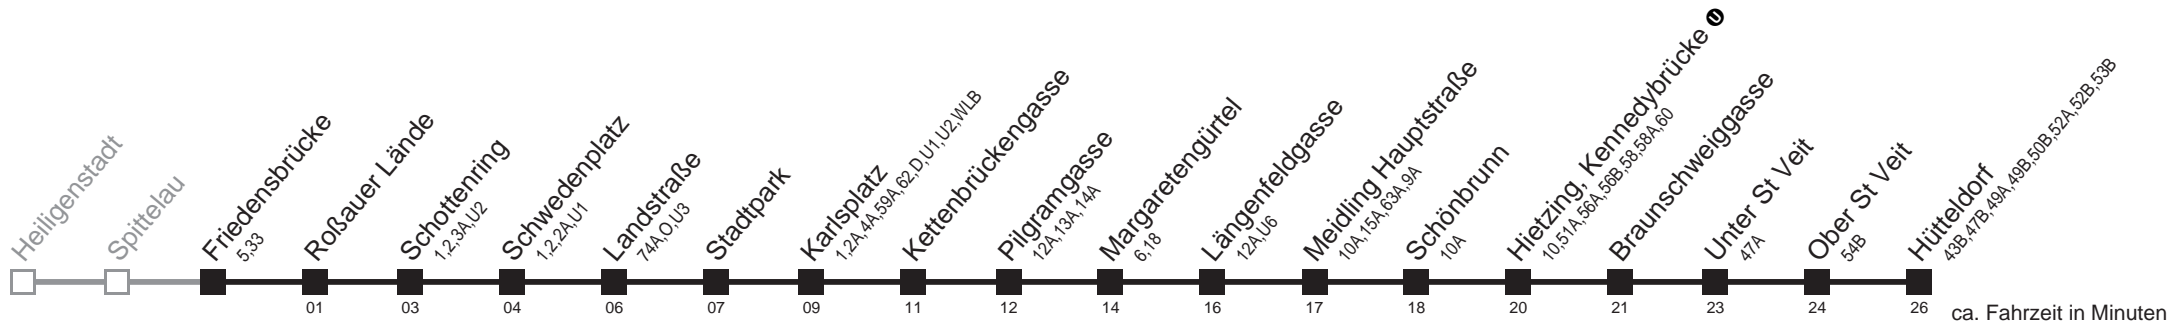 Heiligenstadt
Spittelau
Friedensbrücke
5,33
Roßauer Lände
Schottenring
1,2,3A,U2
Schwedenplatz
1,2,2A,U1
Landstraße
74A,O,U3
Stadtpark
Karlsplatz
1,2A,4A,59A,62,D,U1,U2,WLB
Kettenbrückengasse
Pilgramgasse
12A,13A,14A
Margaretengürtel
6,18
Längenfeldgasse
12A,U6
Meidling Hauptstraße
10A,15A,63A,9A
Schönbrunn
10A
Hietzing, Kennedybrücke U
10,51A,56A,56B,58,58A,60
Braunschweiggasse
Unter St Veit
47A
Ober St Veit
54B
Hütteldorf
43B,47B,49A,49B,50B,52A,52B,53B
01 03 04 06 07 09 11 12 14 16 17 18 20 21 23 24 26 ca. Fahrzeit in Minuten